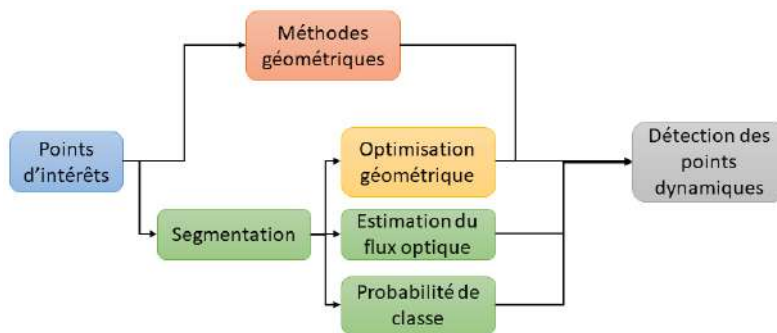 Méthodes
géométriques
Points
d'intérêts
Optimisation
géométrique
Détection des
points
dynamiques
Segmentation
Estimation du
flux optique
Probabilité de
classe